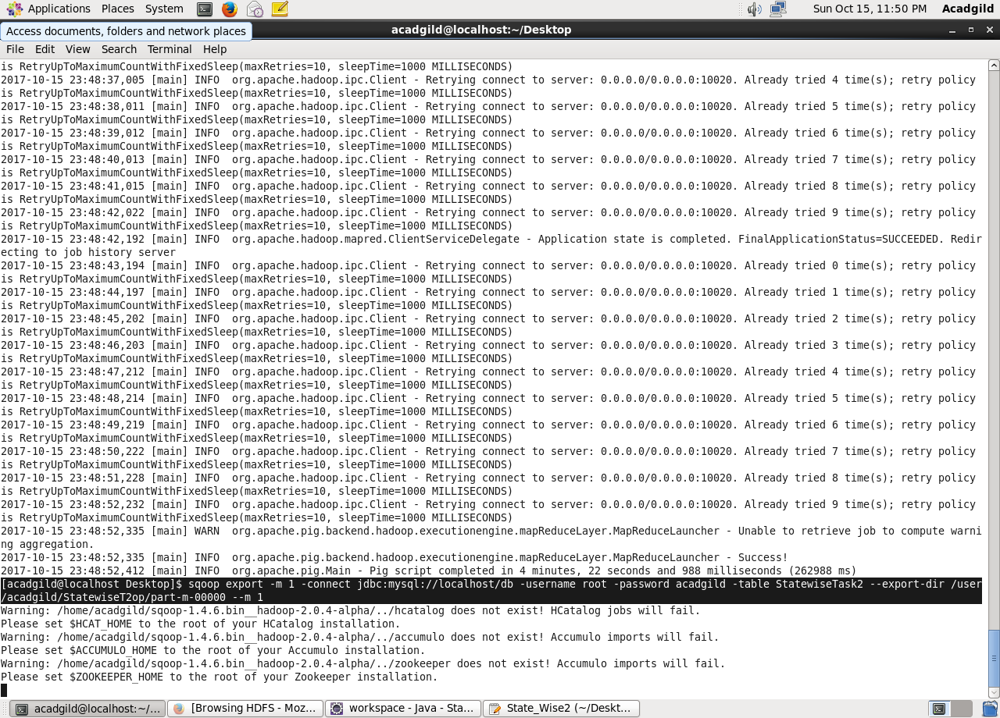 Applications Places System Sun Oct 15, 11:50 PM Acadgild
Access documents, folders and network places
acadgild@localhost:~/Desktop
File Edit View Search Terminal Help
is RetryUpToMaximumCountWithFixedSleep(maxRetries=10, sleepTime=1000 MILLISECONDS)
2017-10-15 23:48:37,005 [main] INFO  org.apache.hadoop.ipc.Client - Retrying connect to server: 0.0.0.0/0.0.0.0:10020. Already tried 4 time(s); retry policy
is RetryUpToMaximumCountWithFixedSleep(maxRetries=10, sleepTime=1000 MILLISECONDS)
2017-10-15 23:48:38,011 [main] INFO  org.apache.hadoop.ipc.Client - Retrying connect to server: 0.0.0.0/0.0.0.0:10020. Already tried 5 time(s); retry policy
is RetryUpToMaximumCountWithFixedSleep(maxRetries=10, sleepTime=1000 MILLISECONDS)
2017-10-15 23:48:39,012 [main] INFO  org.apache.hadoop.ipc.Client - Retrying connect to server: 0.0.0.0/0.0.0.0:10020. Already tried 6 time(s); retry policy
is RetryUpToMaximumCountWithFixedSleep(maxRetries=10, sleepTime=1000 MILLISECONDS)
2017-10-15 23:48:40,013 [main] INFO  org.apache.hadoop.ipc.Client - Retrying connect to server: 0.0.0.0/0.0.0.0:10020. Already tried 7 time(s); retry policy
is RetryUpToMaximumCountWithFixedSleep(maxRetries=10, sleepTime=1000 MILLISECONDS)
2017-10-15 23:48:41,015 [main] INFO  org.apache.hadoop.ipc.Client - Retrying connect to server: 0.0.0.0/0.0.0.0:10020. Already tried 8 time(s); retry policy
is RetryUpToMaximumCountWithFixedSleep(maxRetries=10, sleepTime=1000 MILLISECONDS)
2017-10-15 23:48:42,022 [main] INFO  org.apache.hadoop.ipc.Client - Retrying connect to server: 0.0.0.0/0.0.0.0:10020. Already tried 9 time(s); retry policy
is RetryUpToMaximumCountWithFixedSleep(maxRetries=10, sleepTime=1000 MILLISECONDS)
2017-10-15 23:48:42,192 [main] INFO  org.apache.hadoop.mapred.ClientServiceDelegate - Application state is completed. FinalApplicationStatus=SUCCEEDED. Redir
ecting to job history server
2017-10-15 23:48:43,194 [main] INFO  org.apache.hadoop.ipc.Client - Retrying connect to server: 0.0.0.0/0.0.0.0:10020. Already tried 0 time(s); retry policy
is RetryUpToMaximumCountWithFixedSleep(maxRetries=10, sleepTime=1000 MILLISECONDS)
2017-10-15 23:48:44,197 [main] INFO  org.apache.hadoop.ipc.Client - Retrying connect to server: 0.0.0.0/0.0.0.0:10020. Already tried 1 time(s); retry policy
is RetryUpToMaximumCountWithFixedSleep(maxRetries=10, sleepTime=1000 MILLISECONDS)
2017-10-15 23:48:45,202 [main] INFO  org.apache.hadoop.ipc.Client - Retrying connect to server: 0.0.0.0/0.0.0.0:10020. Already tried 2 time(s); retry policy
is RetryUpToMaximumCountWithFixedSleep(maxRetries=10, sleepTime=1000 MILLISECONDS)
2017-10-15 23:48:46,203 [main] INFO  org.apache.hadoop.ipc.Client - Retrying connect to server: 0.0.0.0/0.0.0.0:10020. Already tried 3 time(s); retry policy
is RetryUpToMaximumCountWithFixedSleep(maxRetries=10, sleepTime=1000 MILLISECONDS)
2017-10-15 23:48:47,212 [main] INFO  org.apache.hadoop.ipc.Client - Retrying connect to server: 0.0.0.0/0.0.0.0:10020. Already tried 4 time(s); retry policy
is RetryUpToMaximumCountWithFixedSleep(maxRetries=10, sleepTime=1000 MILLISECONDS)
2017-10-15 23:48:48,214 [main] INFO  org.apache.hadoop.ipc.Client - Retrying connect to server: 0.0.0.0/0.0.0.0:10020. Already tried 5 time(s); retry policy
is RetryUpToMaximumCountWithFixedSleep(maxRetries=10, sleepTime=1000 MILLISECONDS)
2017-10-15 23:48:49,219 [main] INFO  org.apache.hadoop.ipc.Client - Retrying connect to server: 0.0.0.0/0.0.0.0:10020. Already tried 6 time(s); retry policy
is RetryUpToMaximumCountWithFixedSleep(maxRetries=10, sleepTime=1000 MILLISECONDS)
2017-10-15 23:48:50,222 [main] INFO  org.apache.hadoop.ipc.Client - Retrying connect to server: 0.0.0.0/0.0.0.0:10020. Already tried 7 time(s); retry policy
is RetryUpToMaximumCountWithFixedSleep(maxRetries=10, sleepTime=1000 MILLISECONDS)
2017-10-15 23:48:51,228 [main] INFO  org.apache.hadoop.ipc.Client - Retrying connect to server: 0.0.0.0/0.0.0.0:10020. Already tried 8 time(s); retry policy
is RetryUpToMaximumCountWithFixedSleep(maxRetries=10, sleepTime=1000 MILLISECONDS)
2017-10-15 23:48:52,232 [main] INFO  org.apache.hadoop.ipc.Client - Retrying connect to server: 0.0.0.0/0.0.0.0:10020. Already tried 9 time(s); retry policy
is RetryUpToMaximumCountWithFixedSleep(maxRetries=10, sleepTime=1000 MILLISECONDS)
2017-10-15 23:48:52,335 [main] WARN  org.apache.pig.backend.hadoop.executionengine.mapReduceLayer.MapReduceLauncher - Unable to retrieve job to compute warni
ng aggregation.
2017-10-15 23:48:52,335 [main] INFO  org.apache.pig.backend.hadoop.executionengine.mapReduceLayer.MapReduceLauncher - Success!
2017-10-15 23:48:52,412 [main] INFO  org.apache.pig.Main - Pig script completed in 4 minutes, 22 seconds and 988 milliseconds (262988 ms)
[acadgild@localhost Desktop]$ sqoop export -m 1 -connect jdbc:mysql://localhost/db -username root -password acadgild -table StatewiseTask2 --export-dir /user
/acadgild/StatewiseT2op/part-m-00000 --m 1
Warning: /home/acadgild/sqoop-1.4.6.bin__hadoop-2.0.4-alpha/../hcatalog does not exist! HCatalog jobs will fail.
Please set $HCAT_HOME to the root of your HCatalog installation.
Warning: /home/acadgild/sqoop-1.4.6.bin__hadoop-2.0.4-alpha/../accumulo does not exist! Accumulo imports will fail.
Please set $ACCUMULO_HOME to the root of your Accumulo installation.
Warning: /home/acadgild/sqoop-1.4.6.bin__hadoop-2.0.4-alpha/../zookeeper does not exist! Accumulo imports will fail.
Please set $ZOOKEEPER_HOME to the root of your Zookeeper installation.
acadgild@localhost:~/... [Browsing HDFS - Moz... workspace - Java - Sta... State_Wise2 (~/Deskt...